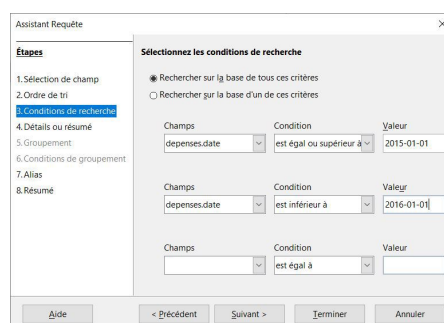 Assistant Requête
Étapes
1.Sélection de champ
2.Ordre de tri
3.Conditions de recherche
4.Détails ou résumé
5.Groupement
6.Conditions de groupement
7.Alias
8.Résumé
Sélectionnez les conditions de recherche
Rechercher sur la base de tous ces critères
Rechercher sur la base d'un de ces critères
Champs Condition Valeur
depenses.date est égal ou supérieur à 2015-01-01
Champs Condition Valeur
depenses.date est inférieur à 2016-01-01
Champs Condition Valeur
est égal à
Aide < Précédent Suivant > Terminer Annuler